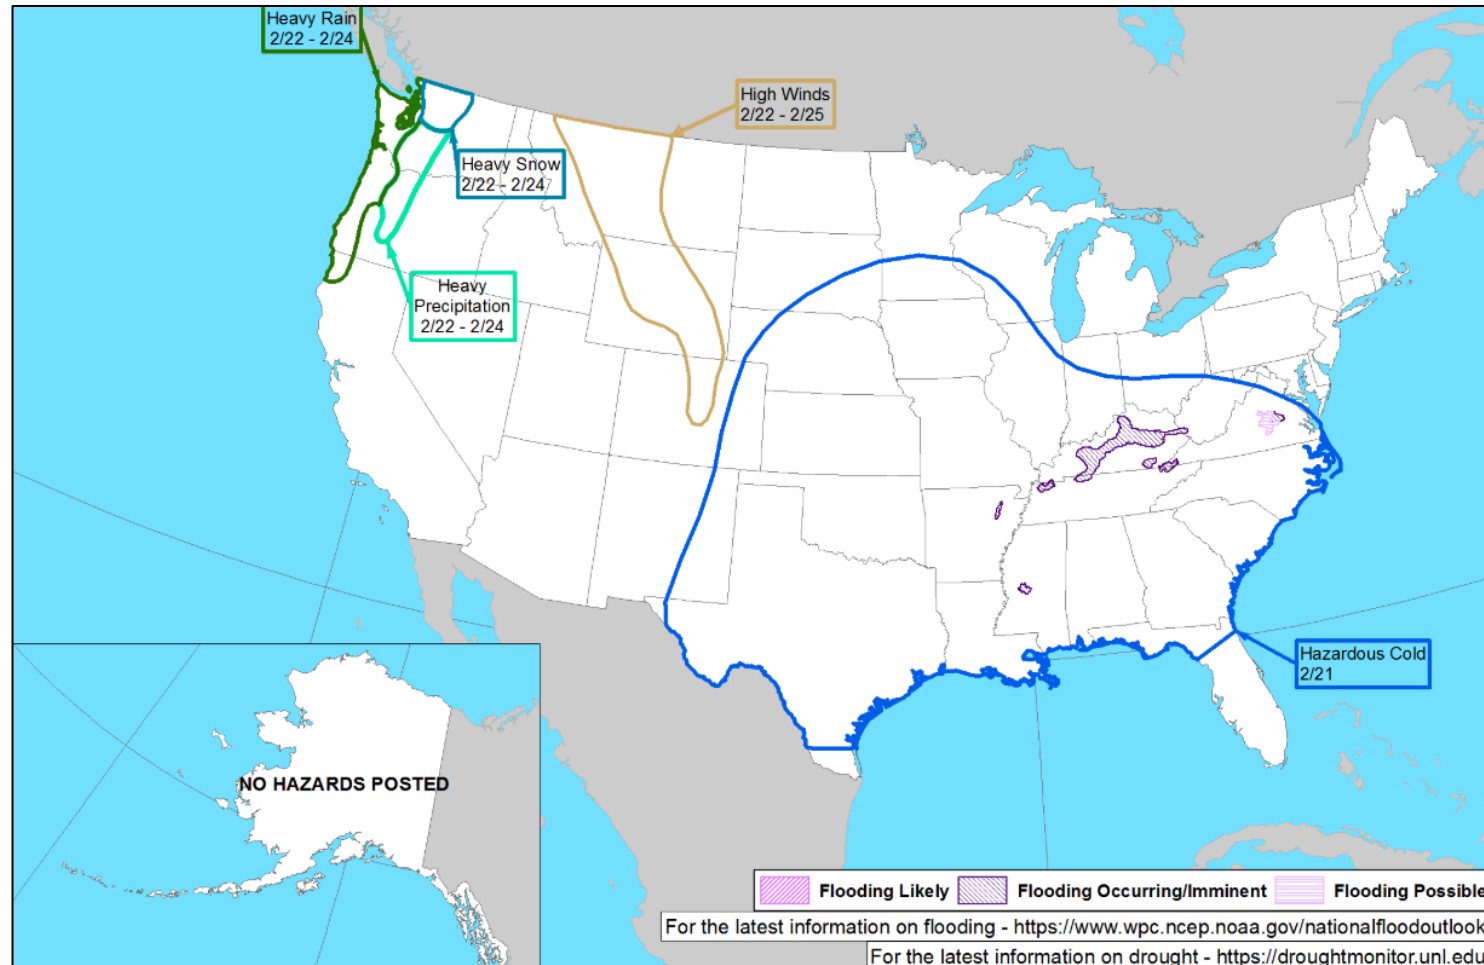 Heavy Rain
2/22 - 2/24
High Winds
2/22 - 2/25
Heavy Snow
2/22 - 2/24
Heavy
Precipitation
2/22 - 2/24
Hazardous Cold
2/21
NO HAZARDS POSTED
Flooding Likely
Flooding Occurring/Imminent
Flooding Possible
For the latest information on flooding - https://www.wpc.ncep.noaa.gov/nationalfloodoutlook
For the latest information on drought - https://droughtmonitor.unl.edu